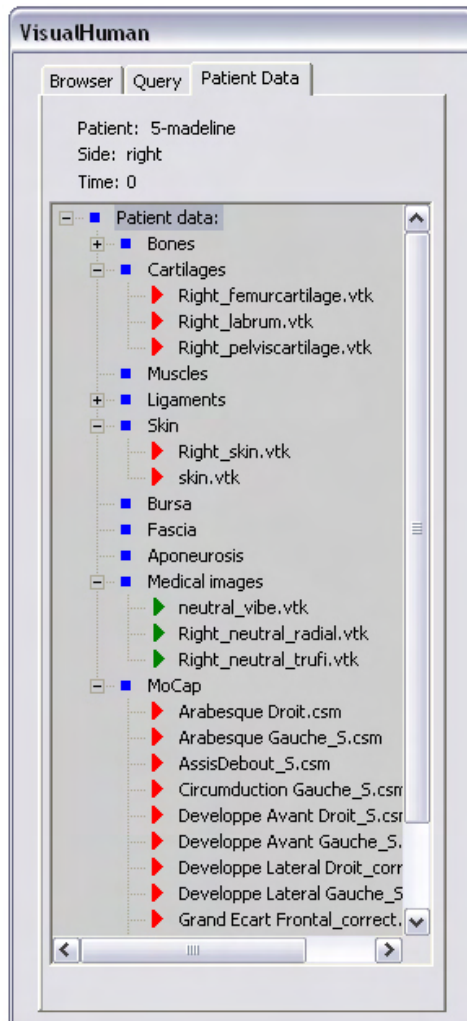 VisualHuman
Browser Query Patient Data
Patient: 5-madeline
Side: right
Time: 0
Patient data:
Bones
Cartilages
Right_femurcartilage.vtk
Right_labrum.vtk
Right_pelviscartilage.vtk
Muscles
Ligaments
Skin
Right_skin.vtk
skin.vtk
Bursa
Fascia
Aponeurosis
Medical images
neutral_vibe.vtk
Right_neutral_radial.vtk
Right_neutral_trufi.vtk
MoCap
Arabesque Droit.csm
Arabesque Gauche_S.csm
AssisDebout_S.csm
Circumduction Gauche_S.csm
Developpe Avant Droit_S.csr
Developpe Avant Gauche_S.
Developpe Lateral Droit_corr
Developpe Lateral Gauche_S
Grand Ecart Frontal_correct.